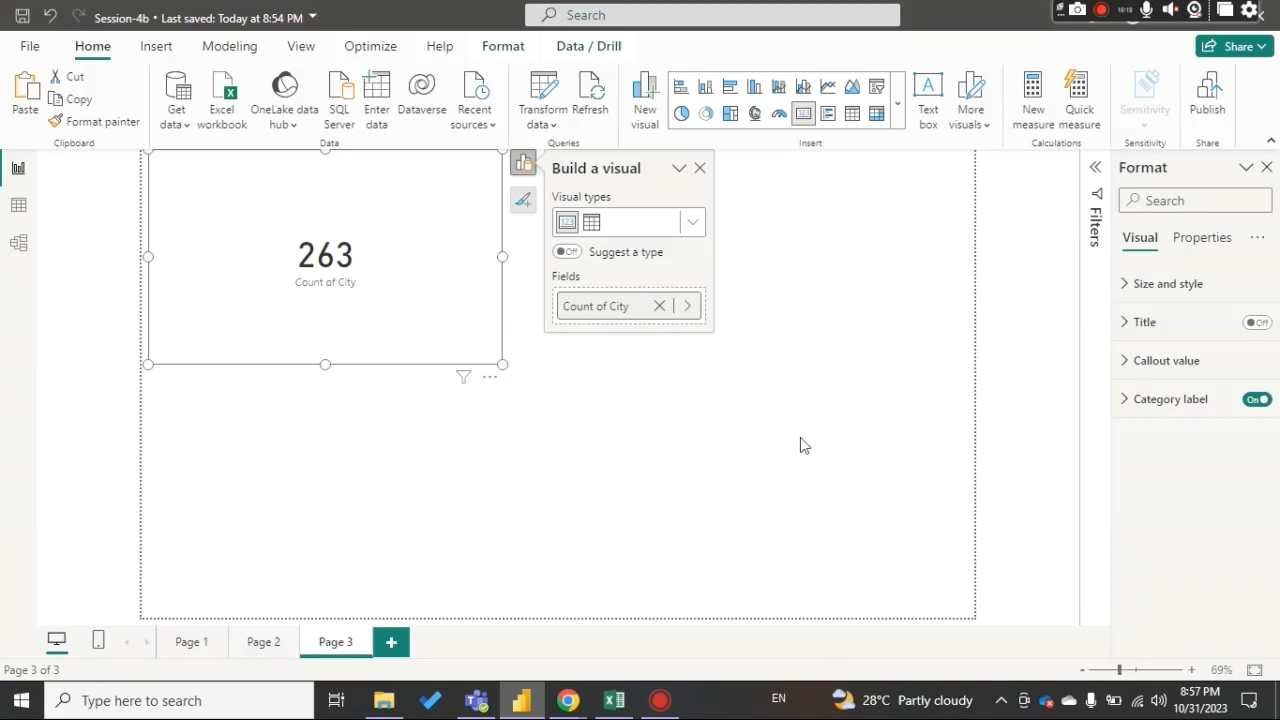 Session-4b • Last saved: Today at 8:54 PM
Search
10:18
File
Home
Insert
Modeling
View
Optimize
Help
Format
Data / Drill
Share
Paste
Cut
Copy
Format painter
Clipboard
Get data
Excel workbook
OneLake data hub
SQL Server
Enter data
Dataverse
Recent sources
Data
Transform data
Refresh
Queries
New visual
123
Text box
More visuals
Insert
New measure
Quick measure
Calculations
Sensitivity
Sensitivity
Publish
Share
263
Count of City
Build a visual
Visual types
123
Off
Suggest a type
Fields
Count of City
Filters
Format
Search
Visual
Properties
Size and style
Title
Off
Callout value
Category label
On
Page 1
Page 2
Page 3
Page 3 of 3
69%
Type here to search
EN
28°C Partly cloudy
8:57 PM
10/31/2023